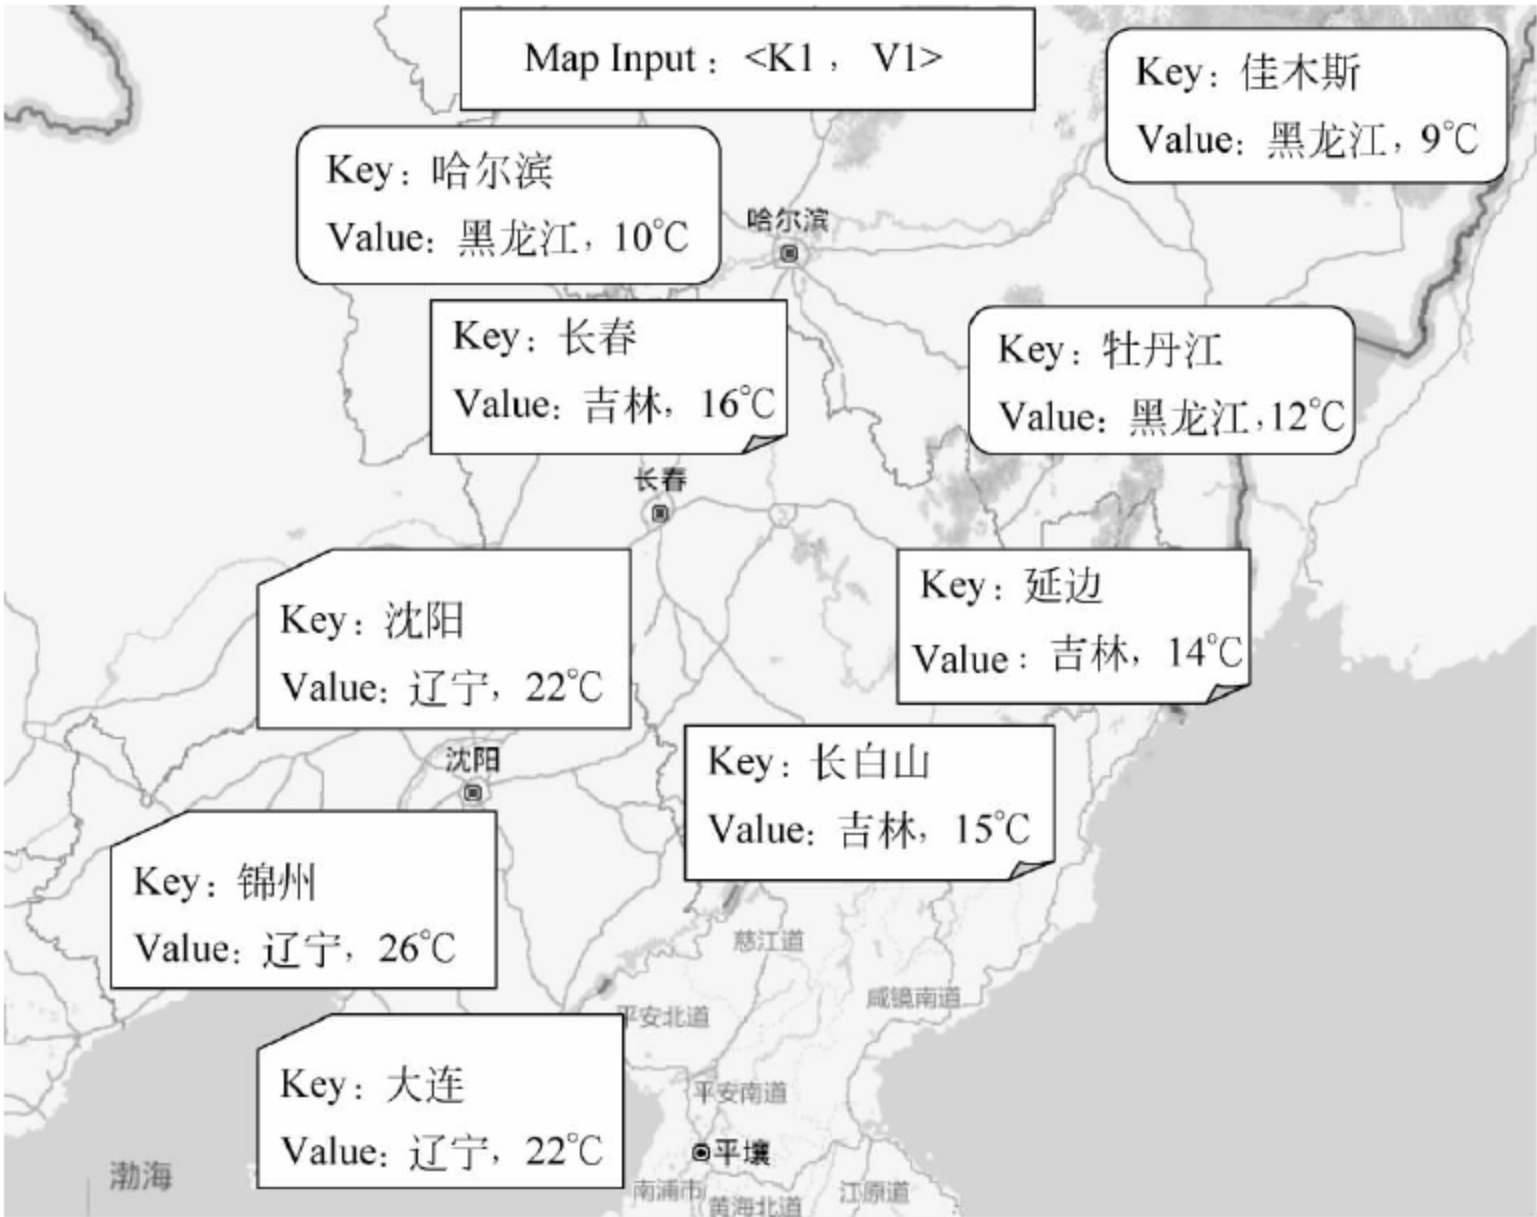 Map Input：<K1， V1>
Key：佳木斯
Value：黑龙江，9℃
Key：哈尔滨
Value：黑龙江，10℃
哈尔滨
Key：长春
Value：吉林，16℃
Key：牡丹江
Value：黑龙江，12℃
长春
Key：沈阳
Value：辽宁，22℃
Key：延边
Value：吉林，14℃
沈阳
Key：长白山
Value：吉林，15℃
Key：锦州
Value：辽宁，26℃
慈江道
咸镜南道
平安北道
Key：大连
Value：辽宁，22℃
平安南道
平壤
渤海
南浦市
黄海北道
江原道